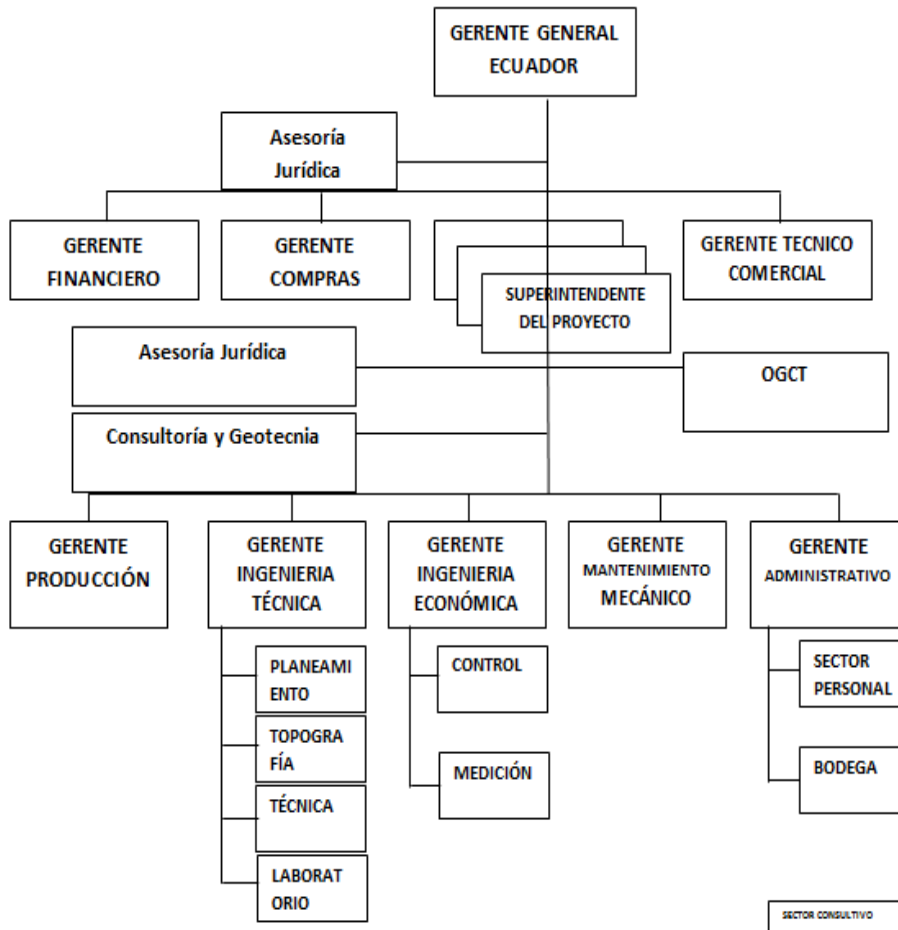 GERENTE GENERAL
ECUADOR
Asesoría
Jurídica
GERENTE
FINANCIERO
GERENTE
COMPRAS
SUPERINTENDENTE
DEL PROYECTO
GERENTE TECNICO
COMERCIAL
Asesoría Jurídica
OGCT
Consultoría y Geotecnia
GERENTE
PRODUCCIÓN
GERENTE
INGENIERIA
TÉCNICA
GERENTE
INGENIERIA
ECONÓMICA
GERENTE
MANTENIMIENTO
MECÁNICO
GERENTE
ADMINISTRATIVO
PLANEAMI
ENTO
TOPOGRA
FÍA
TÉCNICA
LABORAT
ORIO
CONTROL
MEDICIÓN
SECTOR
PERSONAL
BODEGA
SECTOR CONSULTIVO